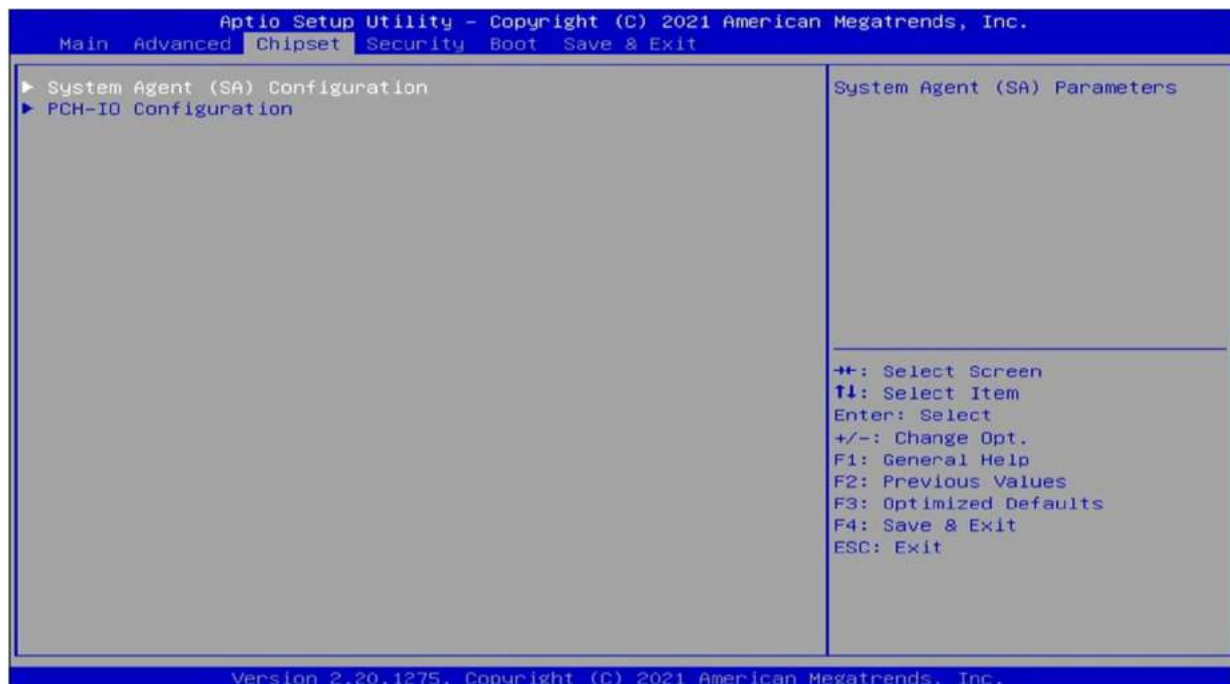 Aptio Setup Utility – Copyright (C) 2021 American Megatrends, Inc.
Main Advanced Chipset Security Boot Save & Exit
► System Agent (SA) Configuration
► PCH-IO Configuration
System Agent (SA) Parameters
→←: Select Screen
↑↓: Select Item
Enter: Select
+/-: Change Opt.
F1: General Help
F2: Previous Values
F3: Optimized Defaults
F4: Save & Exit
ESC: Exit
Version 2.20.1275. Copyright (C) 2021 American Megatrends, Inc.